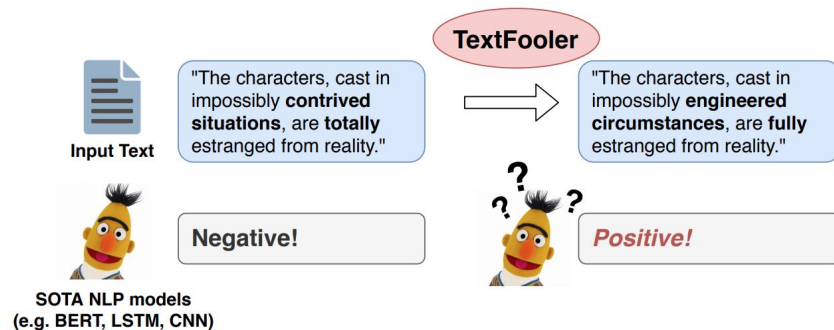 TextFooler
"The characters, cast in
impossibly contrived
situations, are totally
estranged from reality."
"The characters, cast in
impossibly engineered
circumstances, are fully
estranged from reality."
Input Text
? ? ?
Negative!
Positive!
SOTA NLP models
(e.g. BERT, LSTM, CNN)